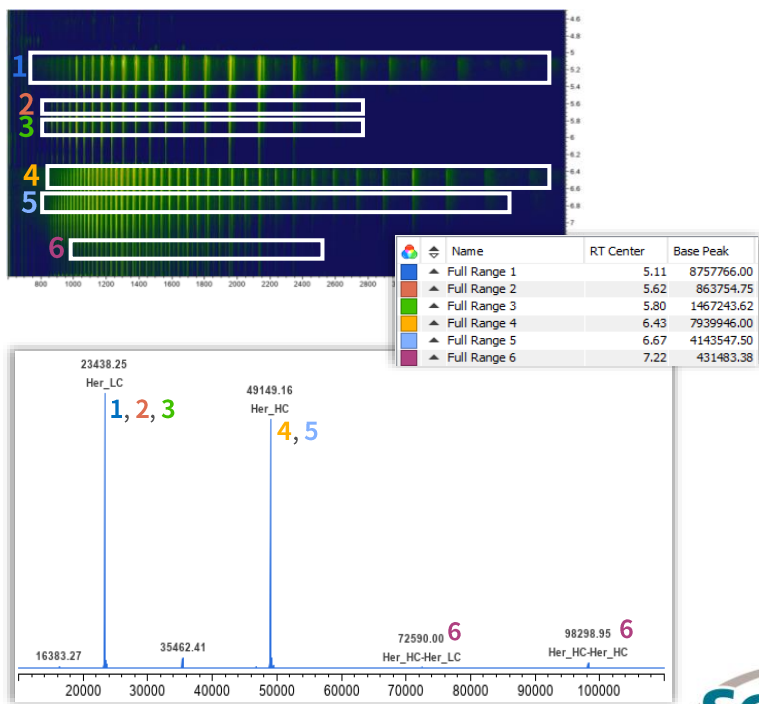 4.6
4.8
5
1
5.2
5.4
2
5.6
3
5.8
6
6.2
4
6.4
6.6
5
6.8
7
6
800 1000 1200 1400 1600 1800 2000 2200 2400 2600 2800
Name RT Center Base Peak
Full Range 1 5.11 8757766.00
Full Range 2 5.62 863754.75
Full Range 3 5.80 1467243.62
Full Range 4 6.43 7939946.00
Full Range 5 6.67 4143547.50
Full Range 6 7.22 431483.38
23438.25
Her_LC
1, 2, 3
49149.16
Her_HC
4, 5
16383.27
35462.41
72590.00 6
Her_HC-Her_LC
98298.95 6
Her_HC-Her_HC
20000 30000 40000 50000 60000 70000 80000 90000 100000